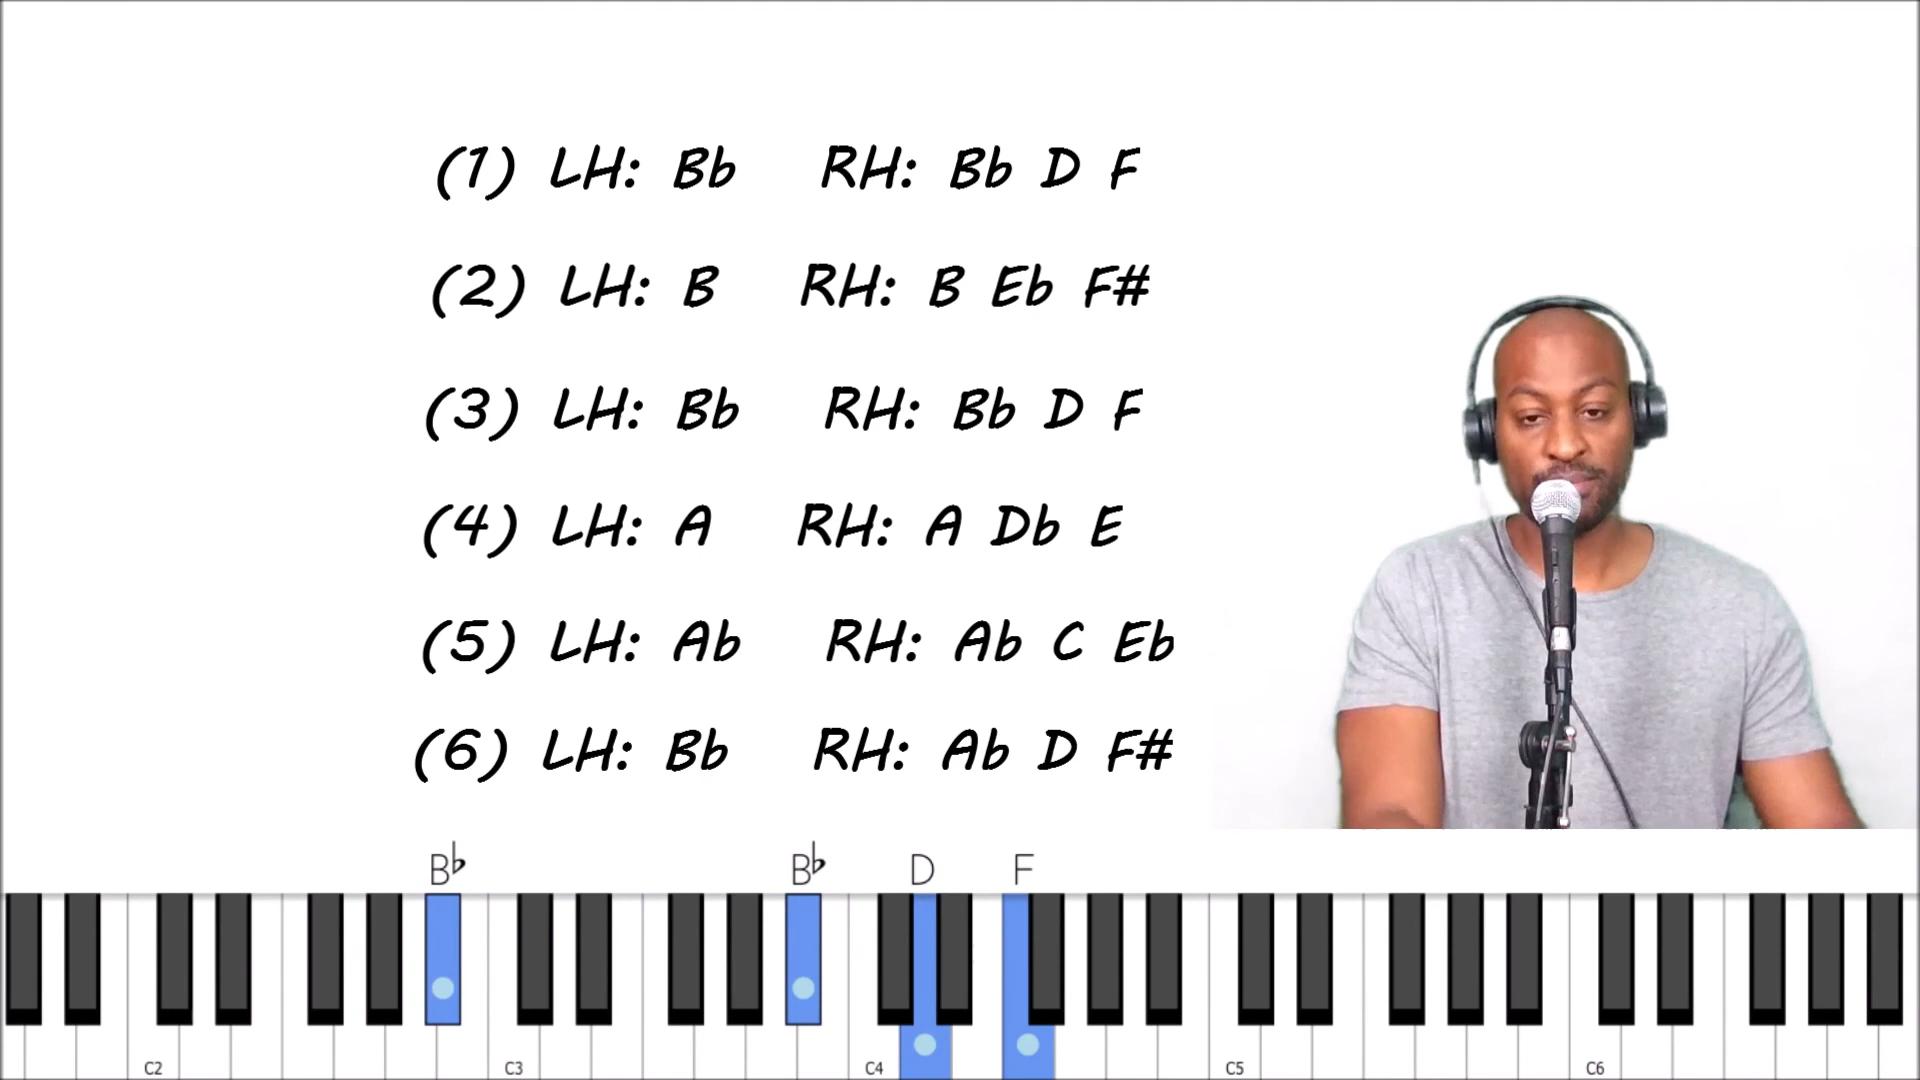 (1) LH: Bb RH: Bb D F
(2) LH: B RH: B Eb F#
(3) LH: Bb RH: Bb D F
(4) LH: A RH: A Db E
(5) LH: Ab RH: Ab C Eb
(6) LH: Bb RH: Ab D F#
B♭ B♭ D F
C2 C3 C4 C5 C6